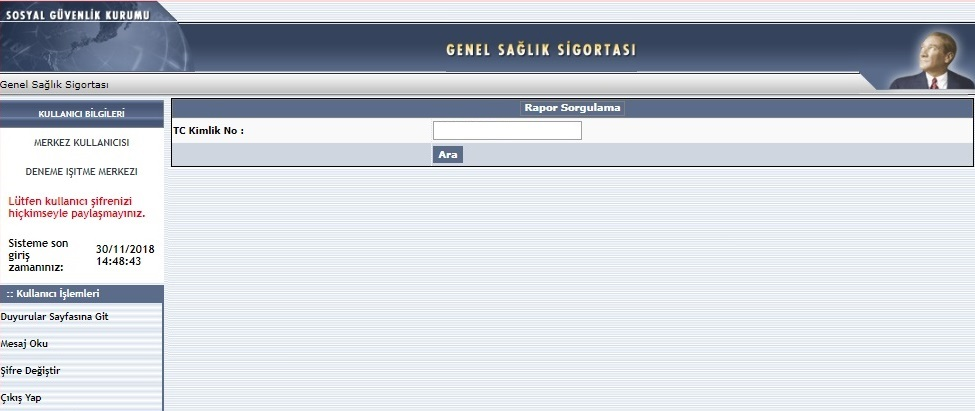 SOSYAL GÜVENLİK KURUMU
GENEL SAĞLIK SİGORTASI
Genel Sağlık Sigortası
KULLANICI BİLGİLERİ
MERKEZ KULLANICISI
DENEME IŞITME MERKEZI
Lütfen kullanıcı şifrenizi
hiçkimseyle paylaşmayınız.
Sisteme son
giriş
zamanınız:
30/11/2018
14:48:43
:: Kullanıcı İşlemleri
Duyurular Sayfasına Git
Mesaj Oku
Şifre Değiştir
Çıkış Yap
Rapor Sorgulama
TC Kimlik No :
Ara